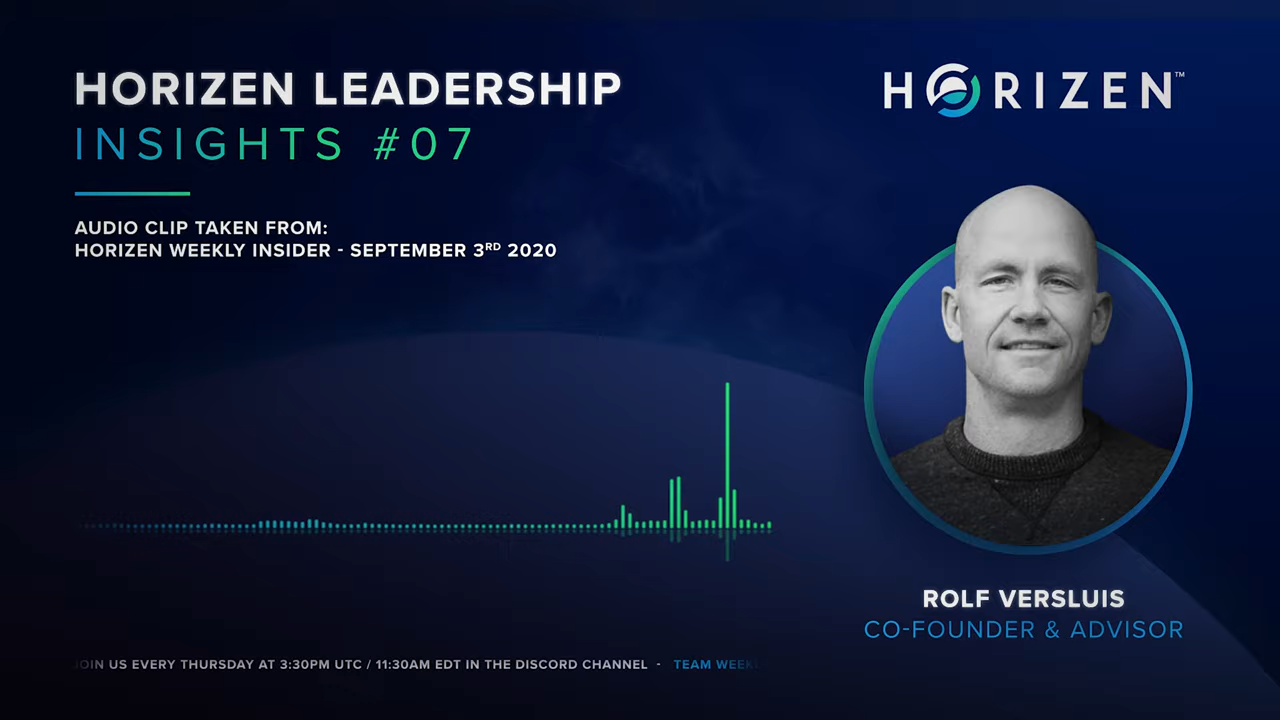 HORIZEN LEADERSHIP
INSIGHTS #07
AUDIO CLIP TAKEN FROM:
HORIZEN WEEKLY INSIDER - SEPTEMBER 3RD 2020
HORIZEN™
ROLF VERSLUIS
CO-FOUNDER & ADVISOR
JOIN US EVERY THURSDAY AT 3:30PM UTC / 11:30AM EDT IN THE DISCORD CHANNEL - TEAM WEEK